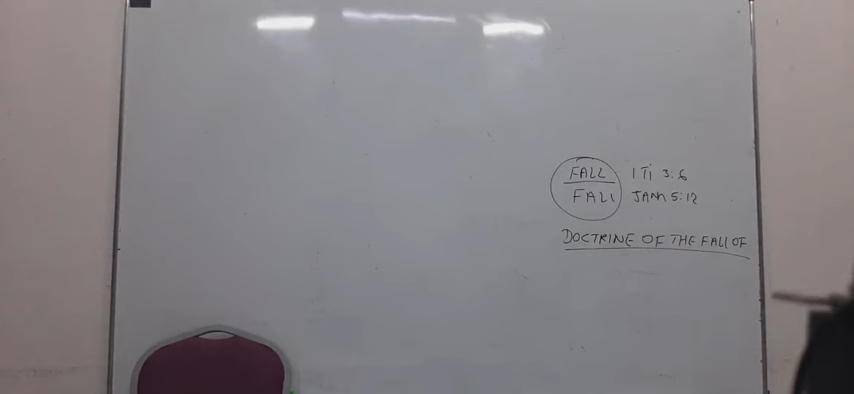 FALL 1 Ti 3:6
FALL JAM 5:12
DOCTRINE OF THE FALL OF